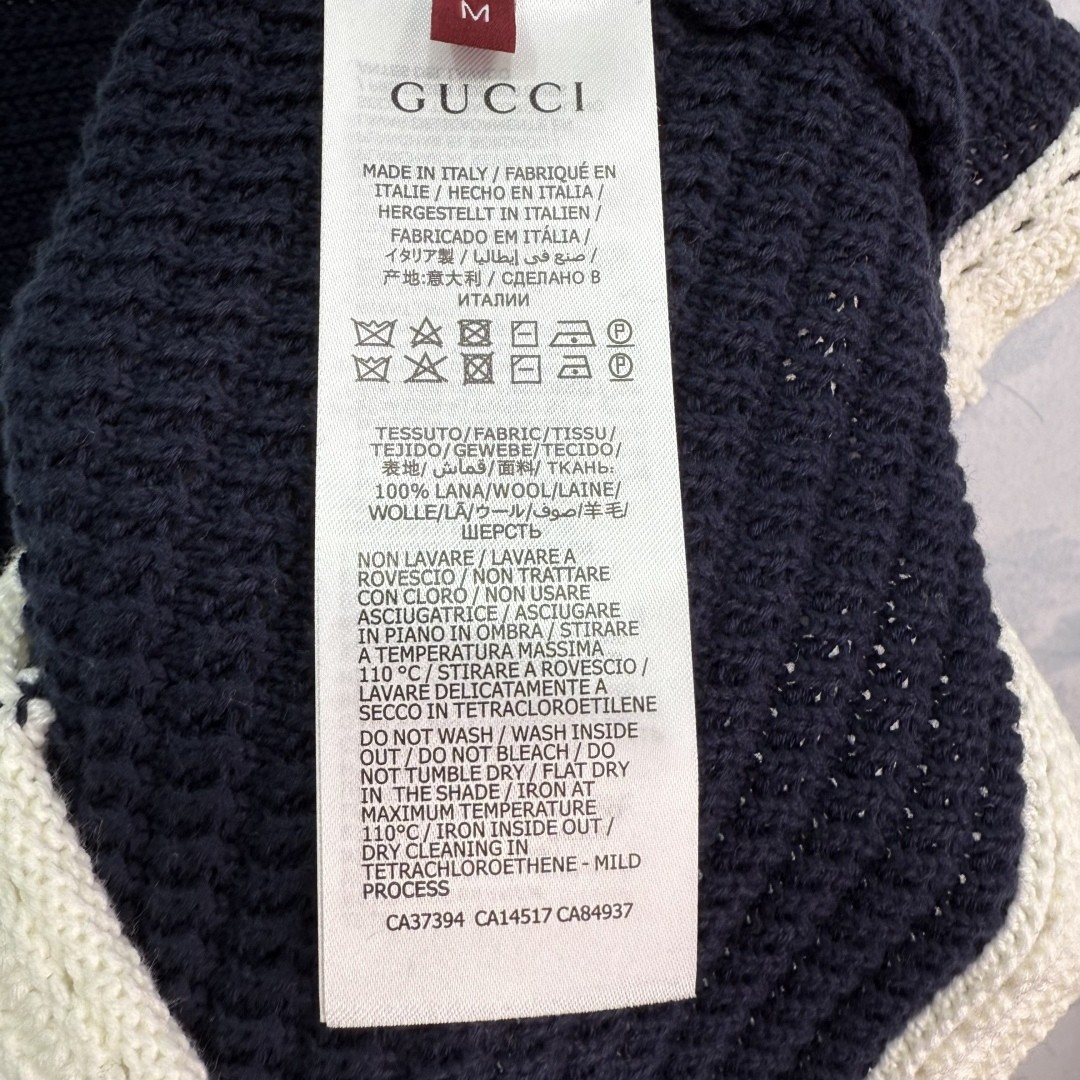 M
GUCCI
MADE IN ITALY / FABRIQUÉ EN
ITALIE / HECHO EN ITALIA /
HERGESTELLT IN ITALIEN /
FABRICADO EM ITÁLIA /
イタリア製 / صنع في إيطاليا /
产地:意大利 / СДЕЛАНО В
ИТАЛИИ
P
P
TESSUTO/FABRIC/TISSU/
TEJIDO/GEWEBE/TECIDO/
表地/ قماش/面料/ ТКАНЬ:
100% LANA/WOOL/LAINE/
WOLLE/LÃ/ウール/صوف/羊毛/
ШЕРСТЬ
NON LAVARE / LAVARE A
ROVESCIO / NON TRATTARE
CON CLORO / NON USARE
ASCIUGATRICE / ASCIUGARE
IN PIANO IN OMBRA / STIRARE
A TEMPERATURA MASSIMA
110 °C / STIRARE A ROVESCIO /
LAVARE DELICATAMENTE A
SECCO IN TETRACLOROETILENE
DO NOT WASH / WASH INSIDE
OUT / DO NOT BLEACH / DO
NOT TUMBLE DRY / FLAT DRY
IN THE SHADE / IRON AT
MAXIMUM TEMPERATURE
110°C / IRON INSIDE OUT /
DRY CLEANING IN
TETRACHLOROETHENE - MILD
PROCESS
CA37394 CA14517 CA84937